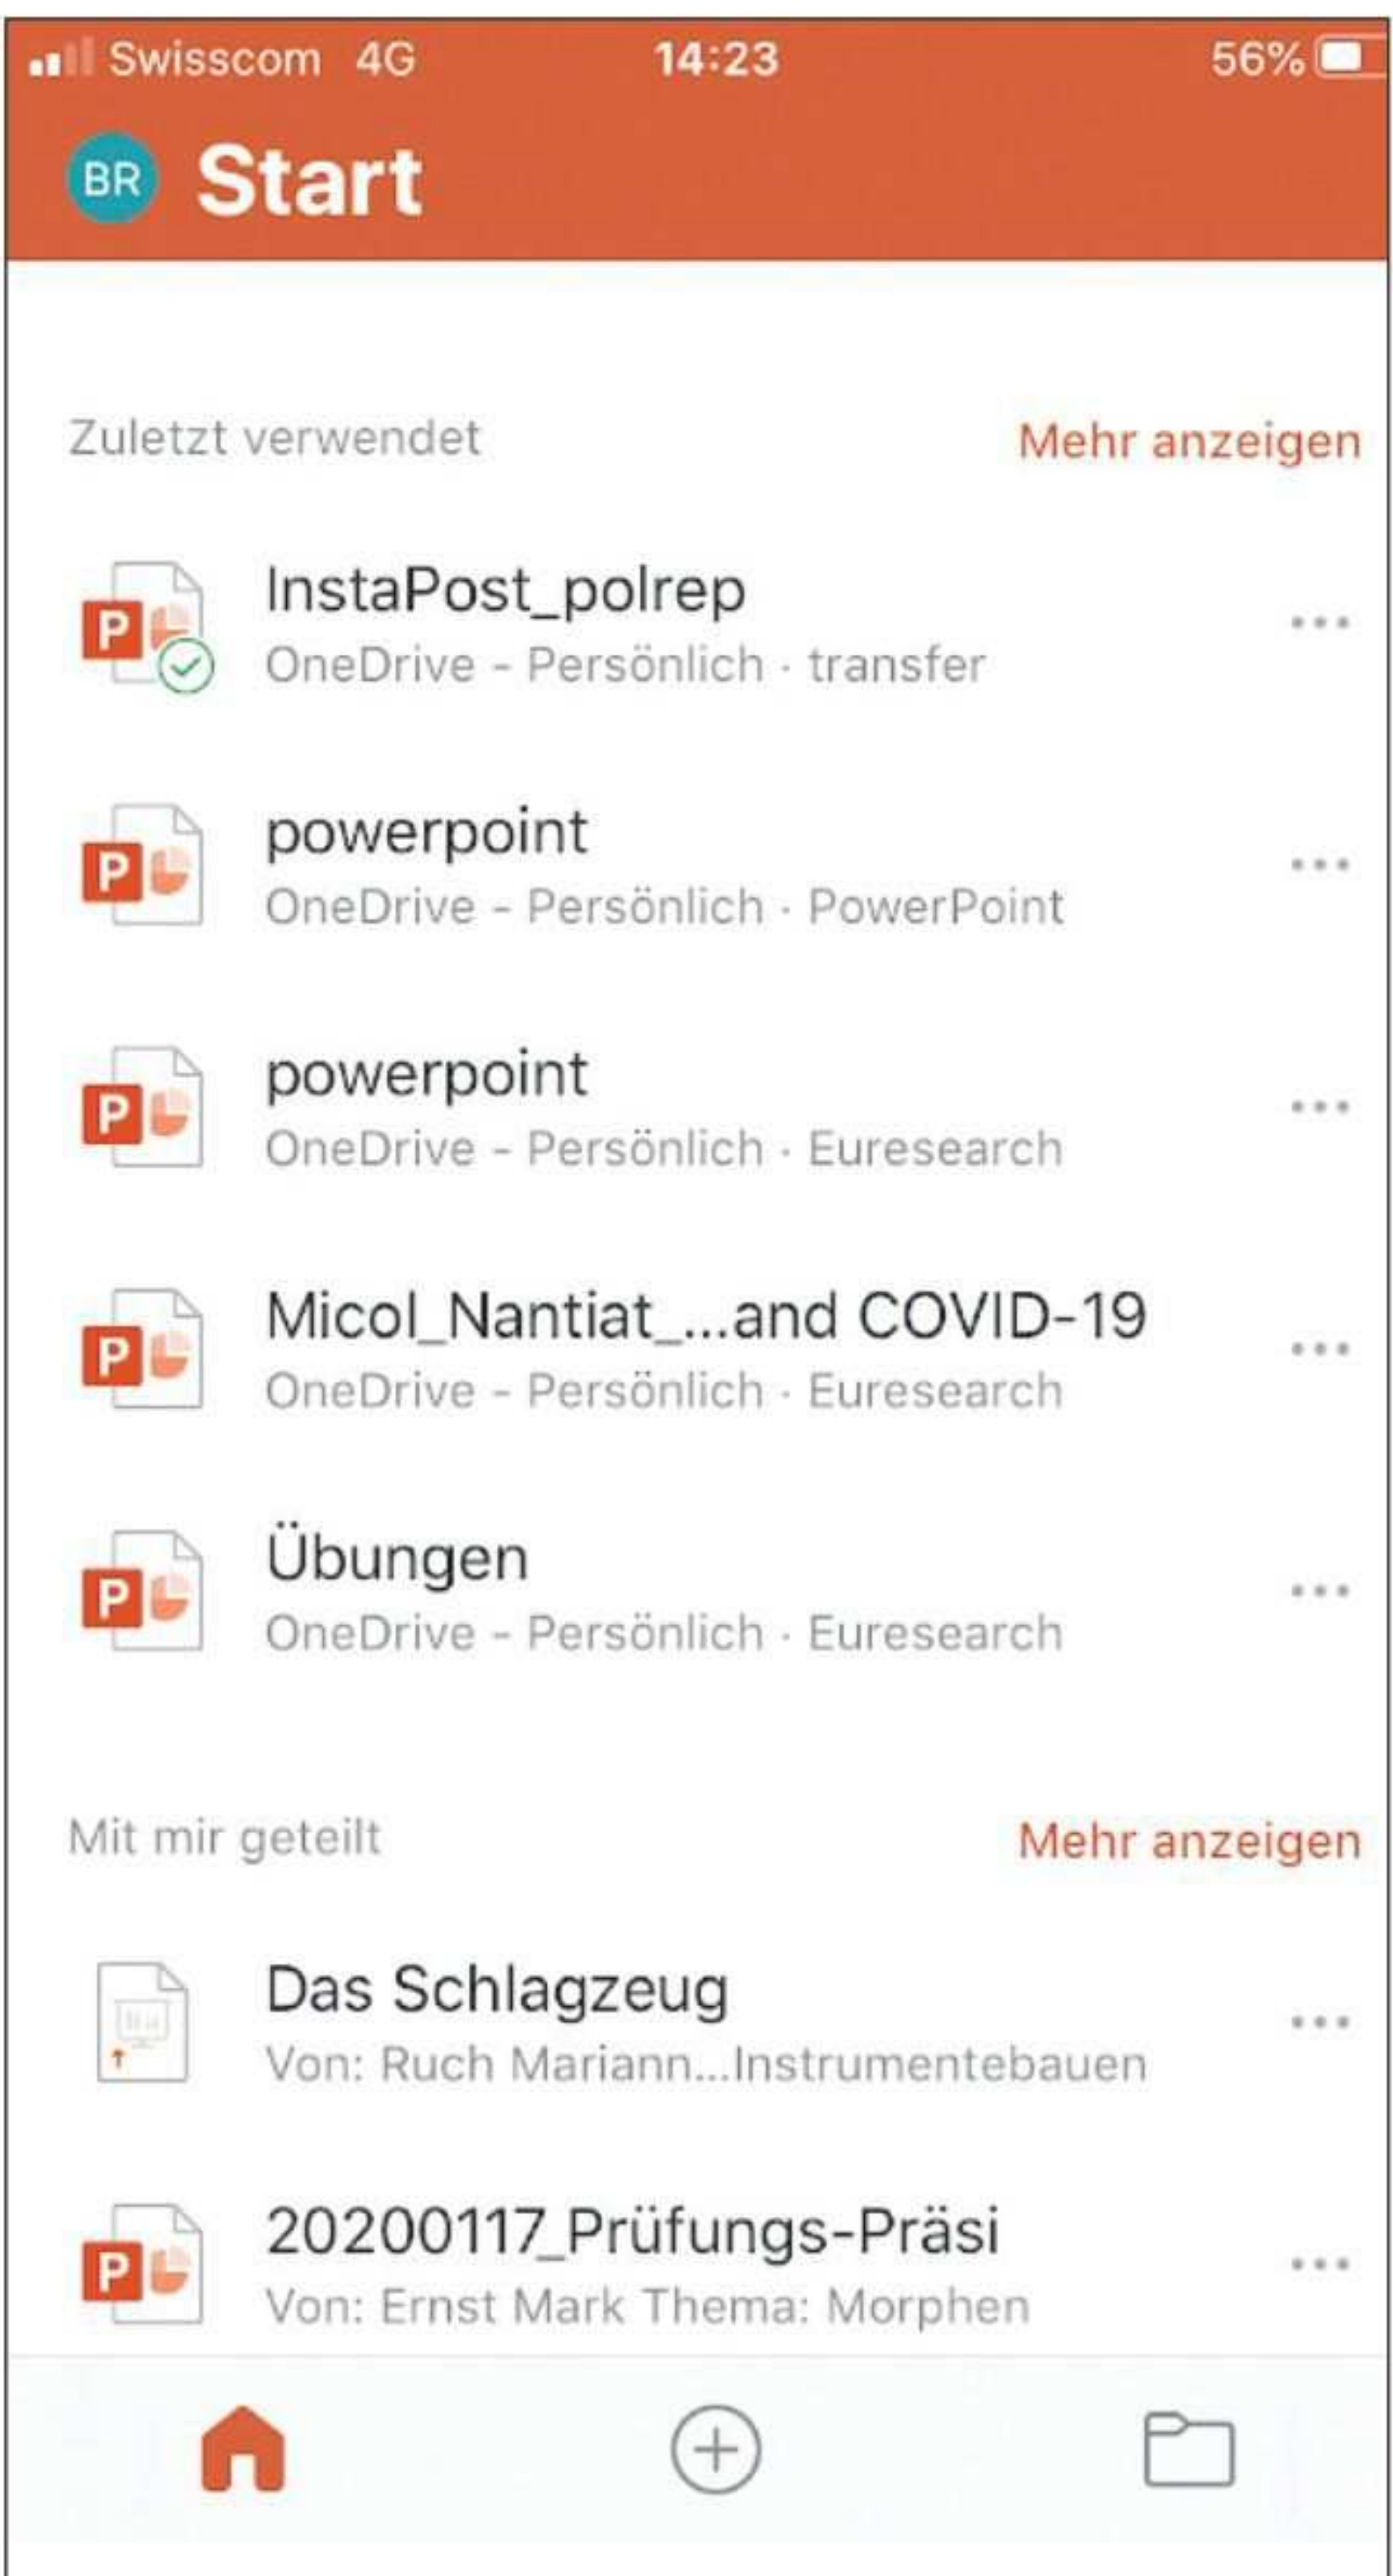 Swisscom 4G 14:23 56%
BR Start
Zuletzt verwendet Mehr anzeigen
P InstaPost_polrep
OneDrive - Persönlich · transfer
P powerpoint
OneDrive - Persönlich · PowerPoint
P powerpoint
OneDrive - Persönlich · Euresearch
P Micol_Nantiat_...and COVID-19
OneDrive - Persönlich · Euresearch
P Übungen
OneDrive - Persönlich · Euresearch
Mit mir geteilt Mehr anzeigen
Das Schlagzeug
Von: Ruch Mariann...Instrumentebauen
P 20200117_Prüfungs-Präsi
Von: Ernst Mark Thema: Morphen